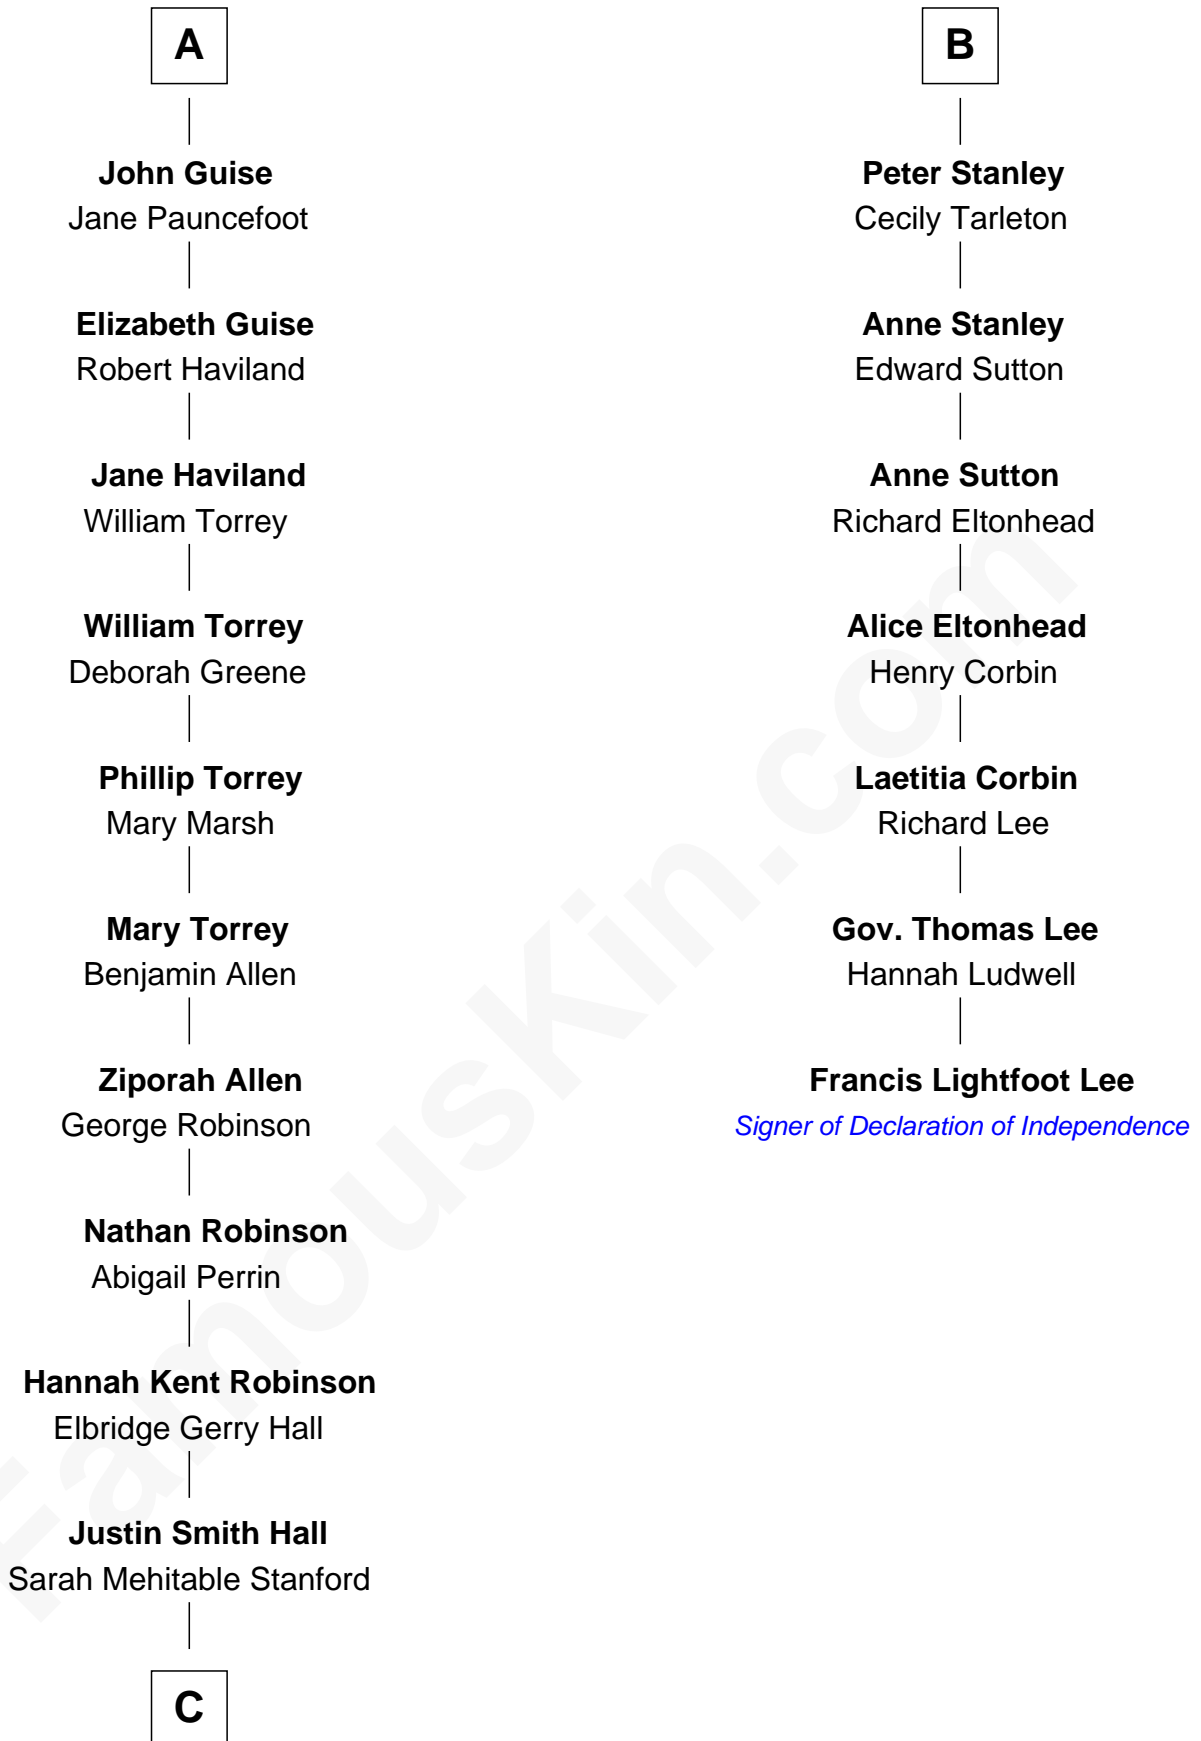 A
John Guise
Jane Pauncefoot
Elizabeth Guise
Robert Haviland
Jane Haviland
William Torrey
William Torrey
Deborah Greene
Phillip Torrey
Mary Marsh
Mary Torrey
Benjamin Allen
Ziporah Allen
George Robinson
Nathan Robinson
Abigail Perrin
Hannah Kent Robinson
Elbridge Gerry Hall
Justin Smith Hall
Sarah Mehitable Stanford
C
B
Peter Stanley
Cecily Tarleton
Anne Stanley
Edward Sutton
Anne Sutton
Richard Eltonhead
Alice Eltonhead
Henry Corbin
Laetitia Corbin
Richard Lee
Gov. Thomas Lee
Hannah Ludwell
Francis Lightfoot Lee
Signer of Declaration of Independence
FamousKin.com